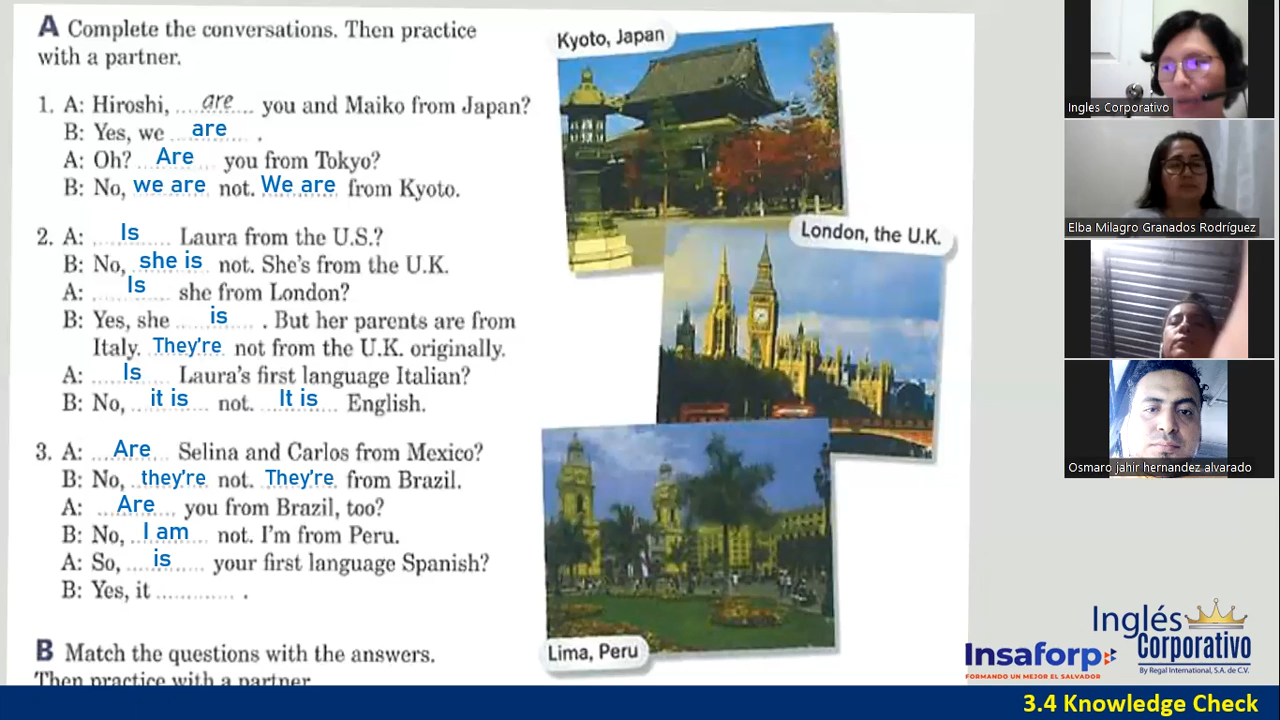 A Complete the conversations. Then practice
with a partner.
1. A: Hiroshi, are you and Maiko from Japan?
B: Yes, we are .
A: Oh? Are you from Tokyo?
B: No, we are not. We are from Kyoto.
2. A: Is Laura from the U.S.?
B: No, she is not. She's from the U.K.
A: Is she from London?
B: Yes, she is . But her parents are from
Italy. They're not from the U.K. originally.
A: Is Laura's first language Italian?
B: No, it is not. It is English.
3. A: Are Selina and Carlos from Mexico?
B: No, they're not. They're from Brazil.
A: Are you from Brazil, too?
B: No, I am not. I'm from Peru.
A: So, is your first language Spanish?
B: Yes, it ............ .
B Match the questions with the answers.
Then practice with a partner
Kyoto, Japan
London, the U.K.
Lima, Peru
Ingles Corporativo
Elba Milagro Granados Rodríguez
Osmaro jahir hernandez alvarado
Insaforp
FORMANDO UN MEJOR EL SALVADOR
Inglés
Corporativo
By Regal International, S.A. de C.V.
3.4 Knowledge Check